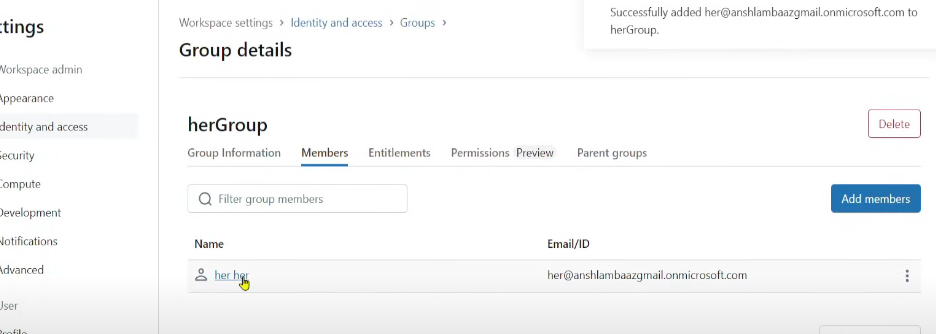 Successfully added her@anshlambaazgmail.onmicrosoft.com to
herGroup.
ttings
Workspace settings > Identity and access > Groups >
Group details
Workspace admin
Appearance
dentity and access
Security
Compute
Development
Notifications
Advanced
User
Profile
herGroup
Delete
Group Information Members Entitlements Permissions Preview Parent groups
Filter group members
Add members
Name Email/ID
her her her@anshlambaazgmail.onmicrosoft.com